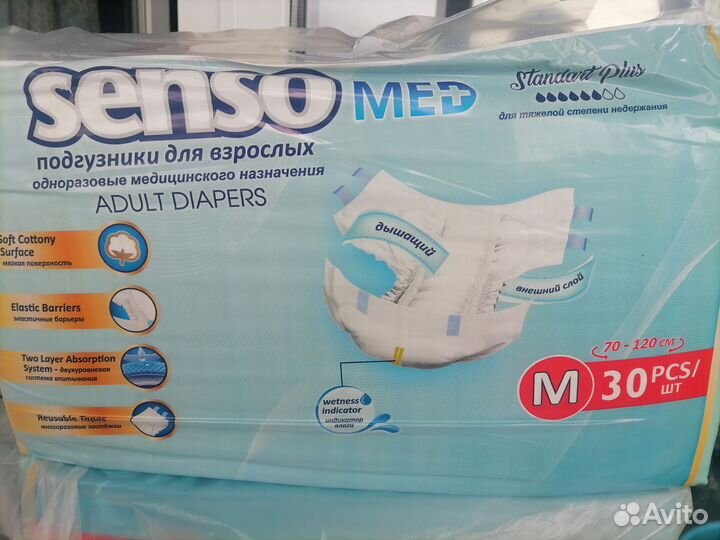 senso MED
Standart Plus
для тяжелой степени недержания
подгузники для взрослых
одноразовые медицинского назначения
ADULT DIAPERS
Soft Cottony
Surface
мягкая поверхность
Elastic Barriers
эластичные барьеры
Two Layer Absorption
System - двухуровневая
система впитывания
Reusable Tapes
многоразовые застёжки
дышащий
внешний слой
wetness
indicator
индикатор
влаги
70 - 120 СМ
M 30 PCS/
ШТ
Avito